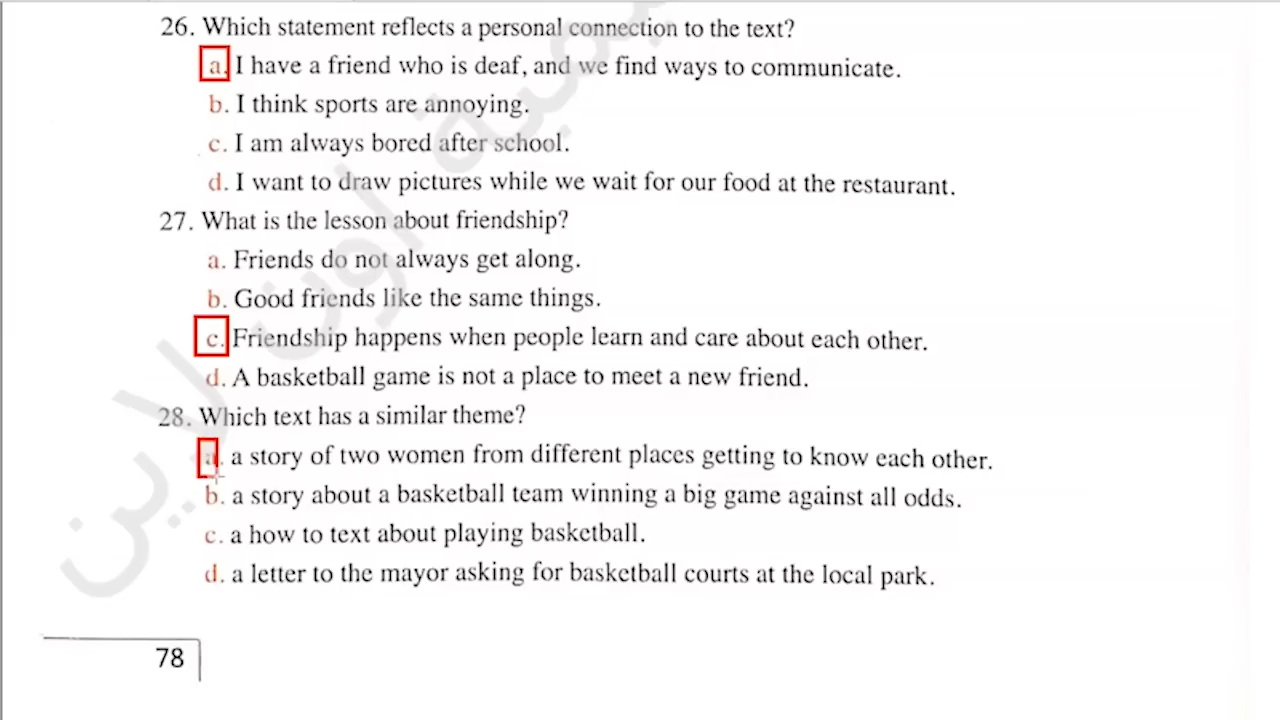 26. Which statement reflects a personal connection to the text?
a. I have a friend who is deaf, and we find ways to communicate.
b. I think sports are annoying.
c. I am always bored after school.
d. I want to draw pictures while we wait for our food at the restaurant.
27. What is the lesson about friendship?
a. Friends do not always get along.
b. Good friends like the same things.
c. Friendship happens when people learn and care about each other.
d. A basketball game is not a place to meet a new friend.
28. Which text has a similar theme?
a. a story of two women from different places getting to know each other.
b. a story about a basketball team winning a big game against all odds.
c. a how to text about playing basketball.
d. a letter to the mayor asking for basketball courts at the local park.
78
اون لاين